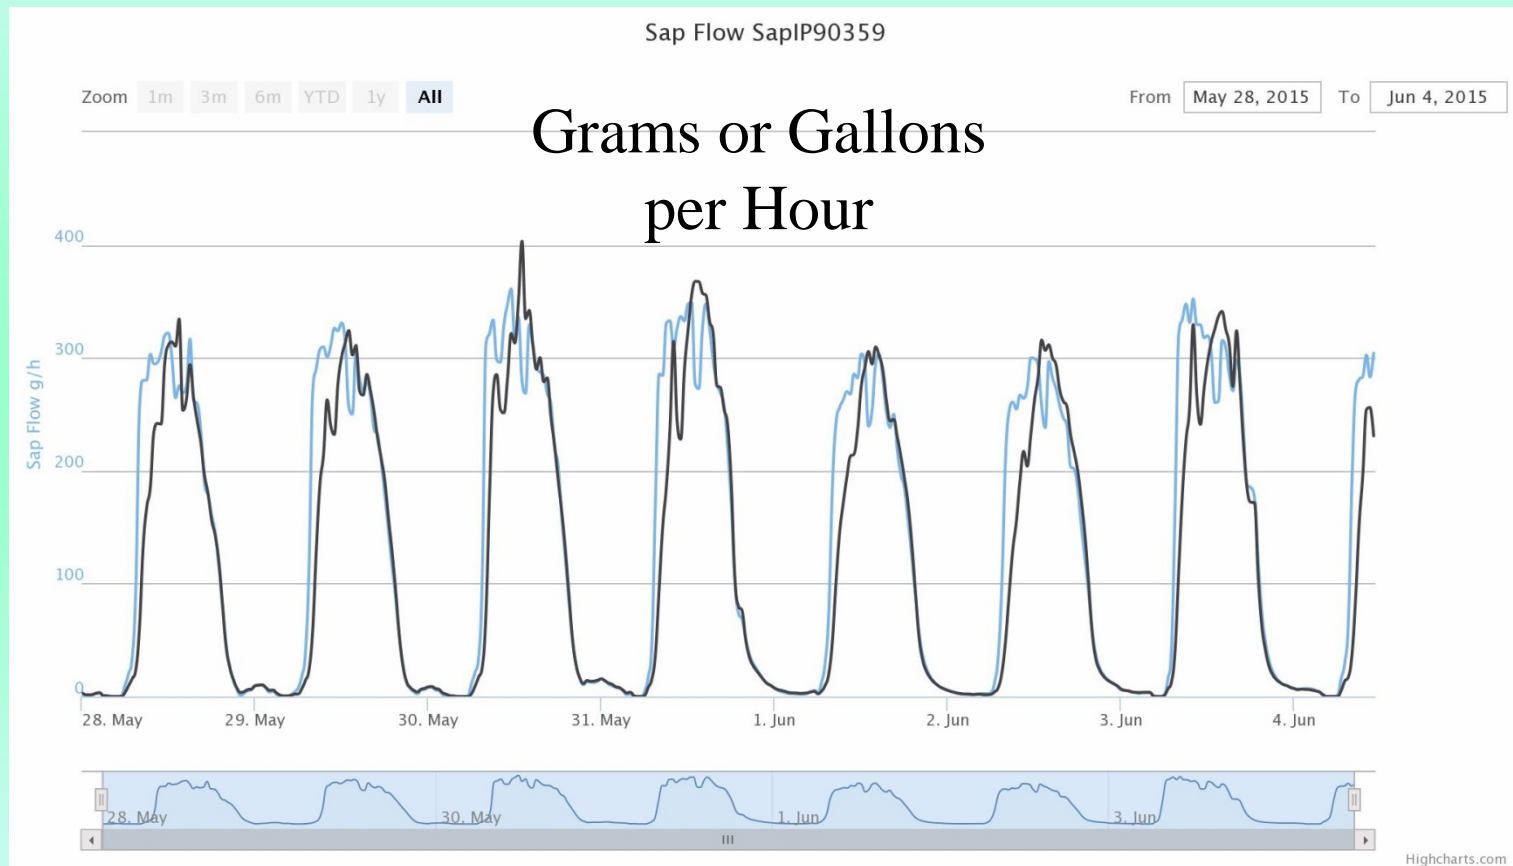 Sap Flow SapIP90359
Zoom 1m 3m 6m YTD 1y All
From May 28, 2015 To Jun 4, 2015
Grams or Gallons
per Hour
Sap Flow g/h
400
300
200
100
0
28. May 29. May 30. May 31. May 1. Jun 2. Jun 3. Jun 4. Jun
28. May 30. May 1. Jun 3. Jun
Highcharts.com